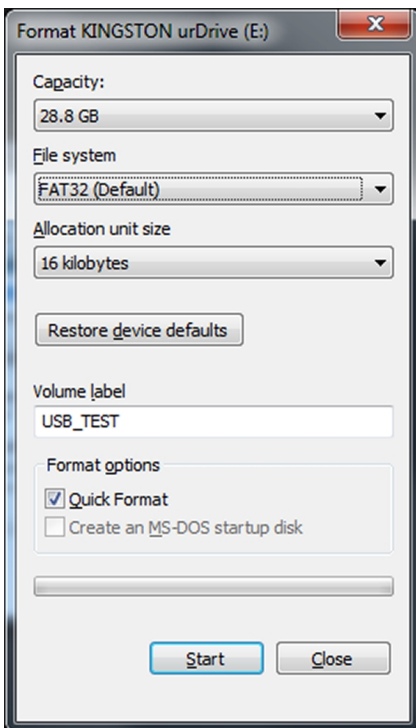 Format KINGSTON urDrive (E:)
Capacity:
28.8 GB
File system
FAT32 (Default)
Allocation unit size
16 kilobytes
Restore device defaults
Volume label
USB_TEST
Format options
Quick Format
Create an MS-DOS startup disk
Start Close